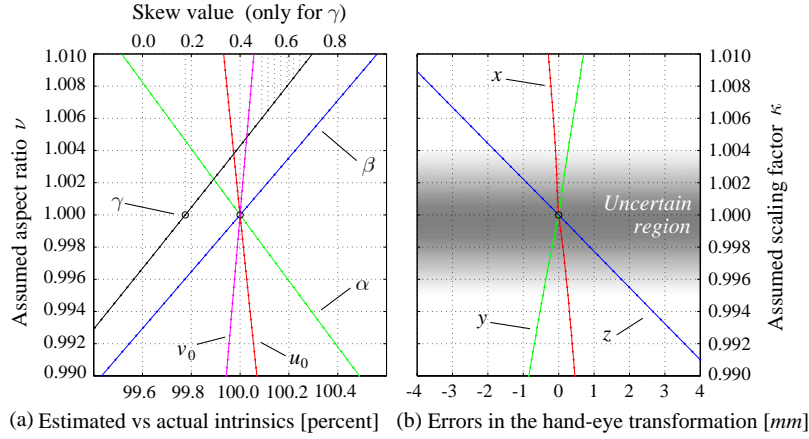 Skew value (only for γ)
0.0 0.2 0.4 0.6 0.8
1.010
1.008
1.006
1.004
1.002
1.000
0.998
0.996
0.994
0.992
0.990
Assumed aspect ratio ν
β
γ
α
v0
u0
99.6 99.8 100.0 100.2 100.4
(a) Estimated vs actual intrinsics [percent]
x
Uncertain
region
y
z
1.010
1.008
1.006
1.004
1.002
1.000
0.998
0.996
0.994
0.992
0.990
Assumed scaling factor κ
-4 -3 -2 -1 0 1 2 3 4
(b) Errors in the hand-eye transformation [mm]